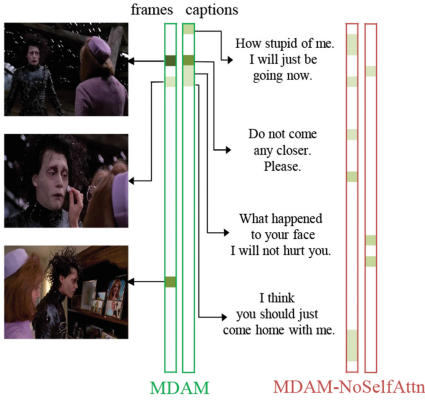 frames captions
How stupid of me.
I will just be
going now.
Do not come
any closer.
Please.
What happened
to your face
I will not hurt you.
I think
you should just
come home with me.
MDAM
MDAM-NoSelfAttn